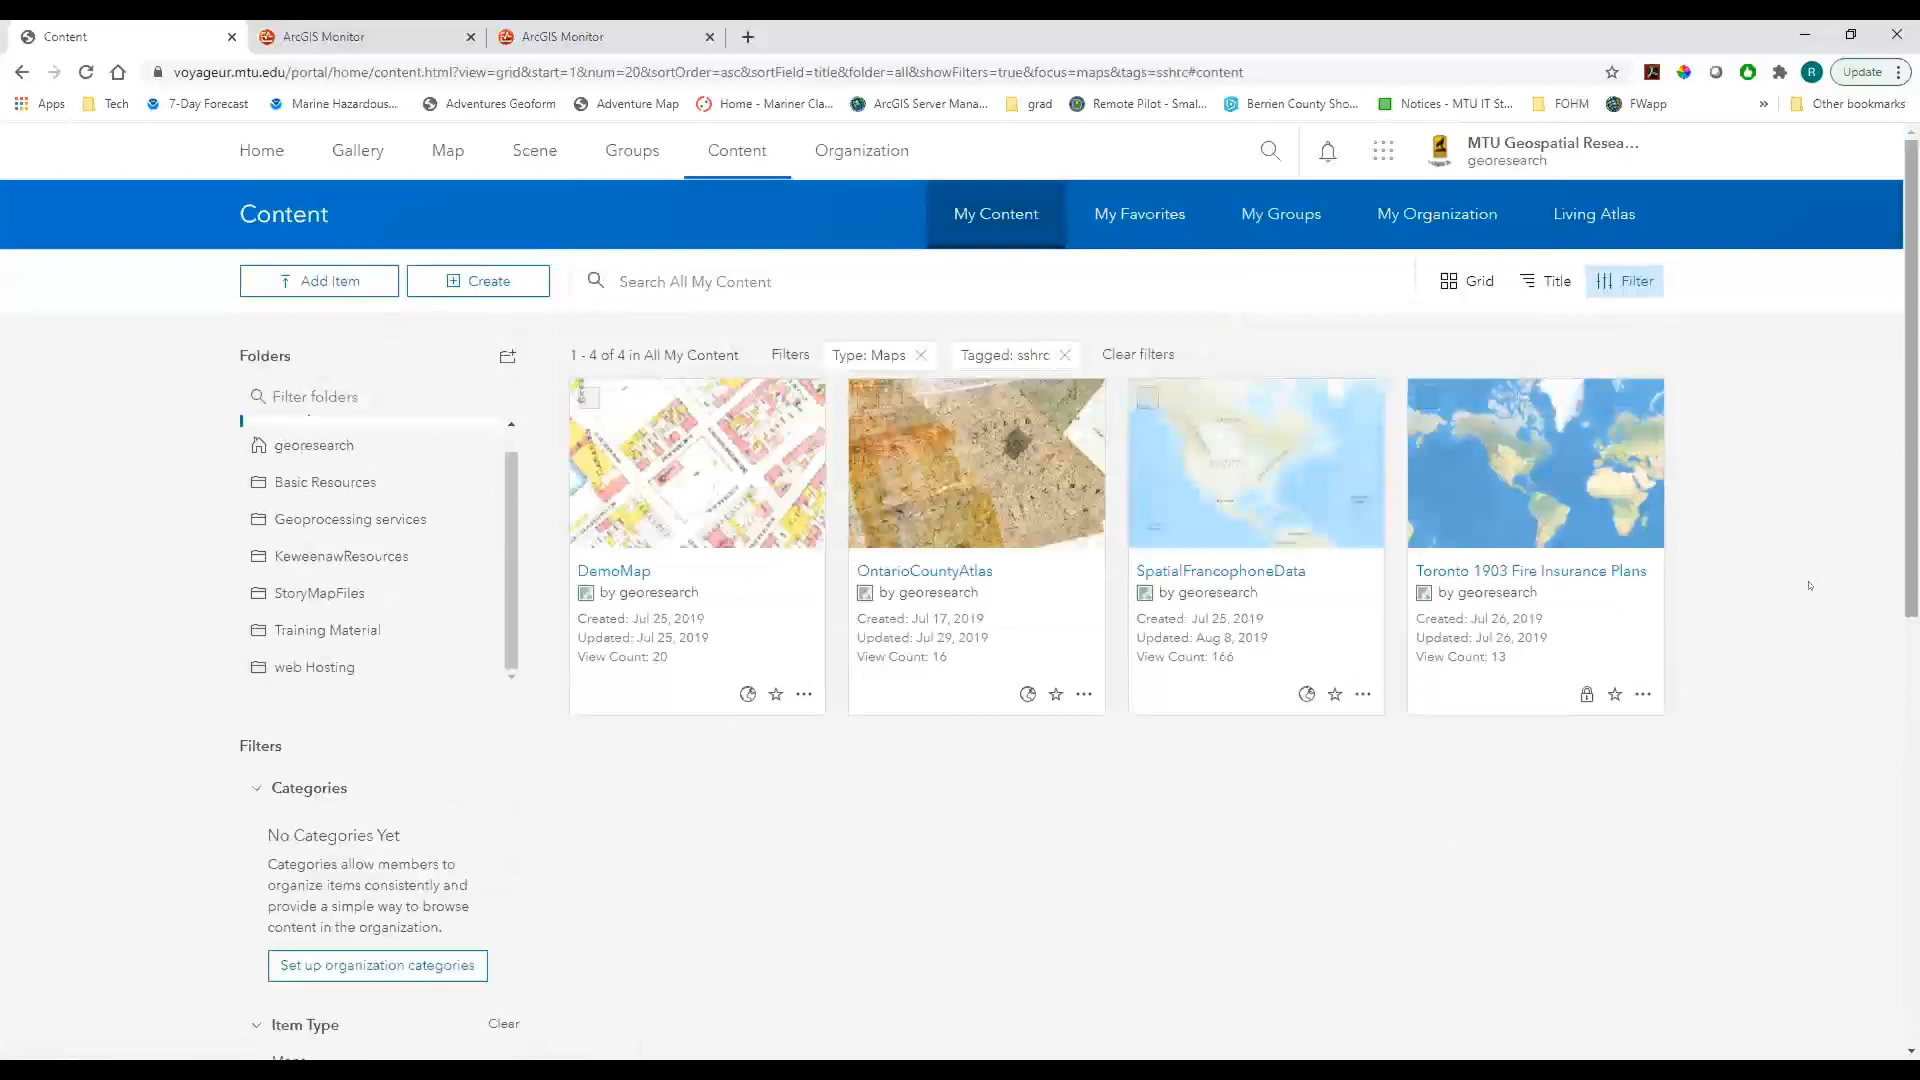 Content
ArcGIS Monitor
ArcGIS Monitor
voyageur.mtu.edu/portal/home/content.html?view=grid&start=1&num=20&sortOrder=asc&sortField=title&folder=all&showFilters=true&focus=maps&tags=sshrc#content
R
Update
Apps
Tech
7-Day Forecast
Marine Hazardous...
Adventures Geoform
Adventure Map
Home - Mariner Cla...
ArcGIS Server Mana...
grad
Remote Pilot - Smal...
Berrien County Sho...
Notices - MTU IT St...
FOHM
FWapp
»
Other bookmarks
Home
Gallery
Map
Scene
Groups
Content
Organization
MTU Geospatial Resea...
georesearch
Content
My Content
My Favorites
My Groups
My Organization
Living Atlas
Add Item
Create
Search All My Content
Grid
Title
Filter
Folders
Filter folders
georesearch
Basic Resources
Geoprocessing services
KeweenawResources
StoryMapFiles
Training Material
web Hosting
1 - 4 of 4 in All My Content
Filters
Type: Maps
Tagged: sshrc
Clear filters
DemoMap
by georesearch
Created: Jul 25, 2019
Updated: Jul 25, 2019
View Count: 20
OntarioCountyAtlas
by georesearch
Created: Jul 17, 2019
Updated: Jul 29, 2019
View Count: 16
SpatialFrancophoneData
by georesearch
Created: Jul 25, 2019
Updated: Aug 8, 2019
View Count: 166
Toronto 1903 Fire Insurance Plans
by georesearch
Created: Jul 26, 2019
Updated: Jul 26, 2019
View Count: 13
Filters
Categories
No Categories Yet
Categories allow members to
organize items consistently and
provide a simple way to browse
content in the organization.
Set up organization categories
Item Type
Clear